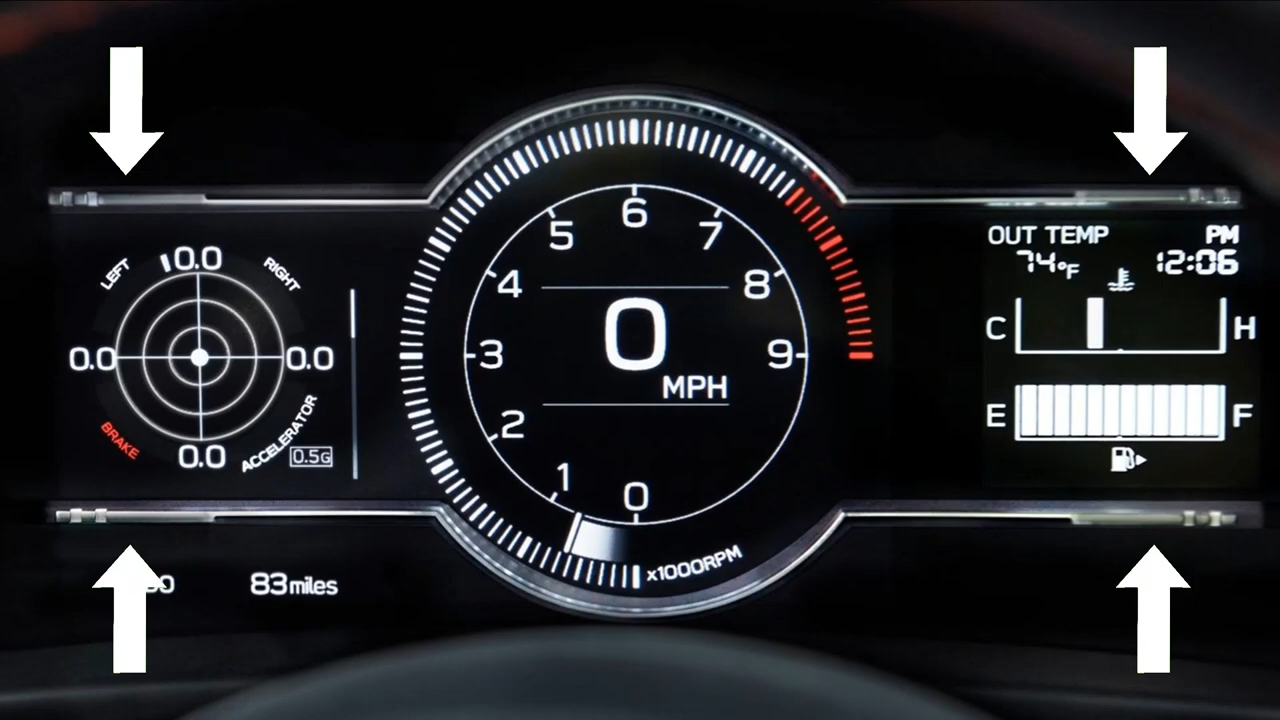 LEFT
0.0
RIGHT
0.0
0.0
BRAKE
0.0
ACCELERATOR
0.5G
83miles
0
1
2
3
4
5
6
7
8
9
0
MPH
x1000RPM
OUT TEMP
PM
74°F
12:06
C
H
E
F